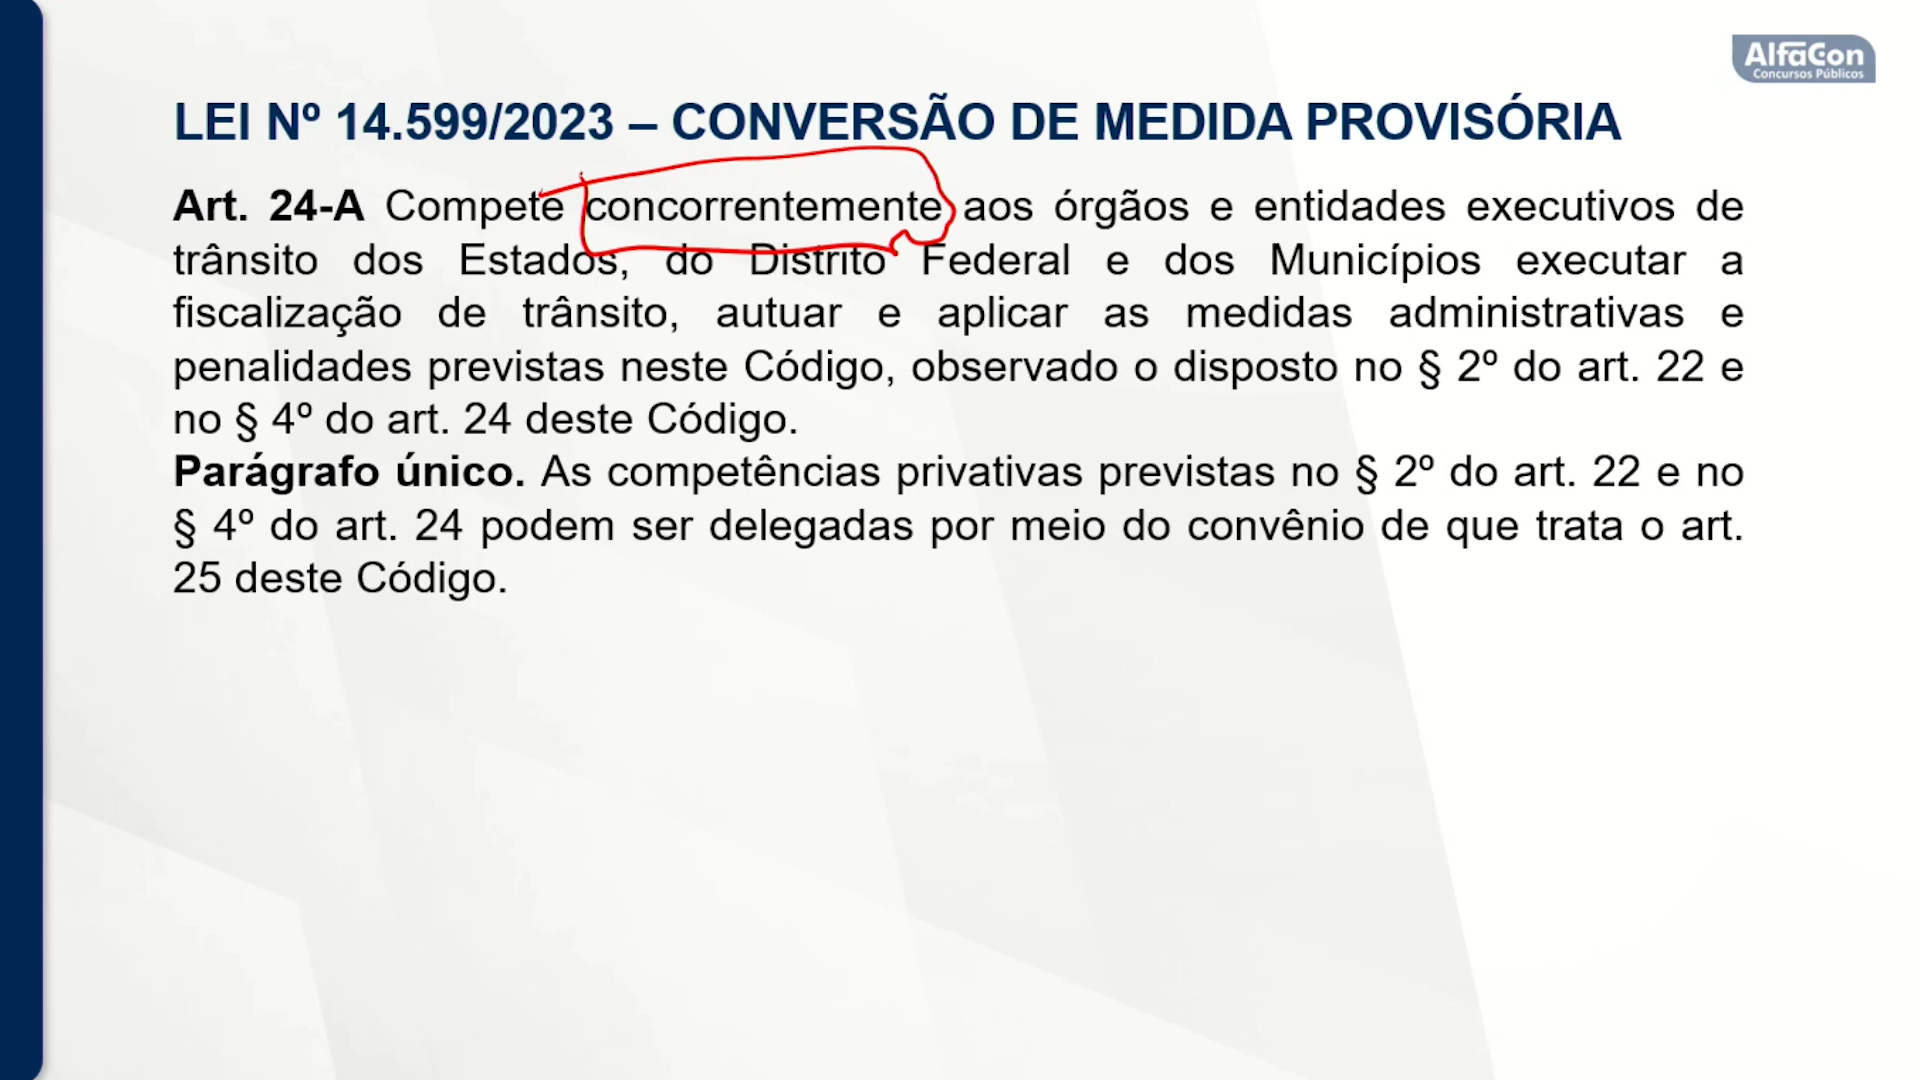 AlfaCon
Concursos Públicos
LEI Nº 14.599/2023 – CONVERSÃO DE MEDIDA PROVISÓRIA
Art. 24-A Compete concorrentemente aos órgãos e entidades executivos de
trânsito dos Estados, do Distrito Federal e dos Municípios executar a
fiscalização de trânsito, autuar e aplicar as medidas administrativas e
penalidades previstas neste Código, observado o disposto no § 2º do art. 22 e
no § 4º do art. 24 deste Código.
Parágrafo único. As competências privativas previstas no § 2º do art. 22 e no
§ 4º do art. 24 podem ser delegadas por meio do convênio de que trata o art.
25 deste Código.